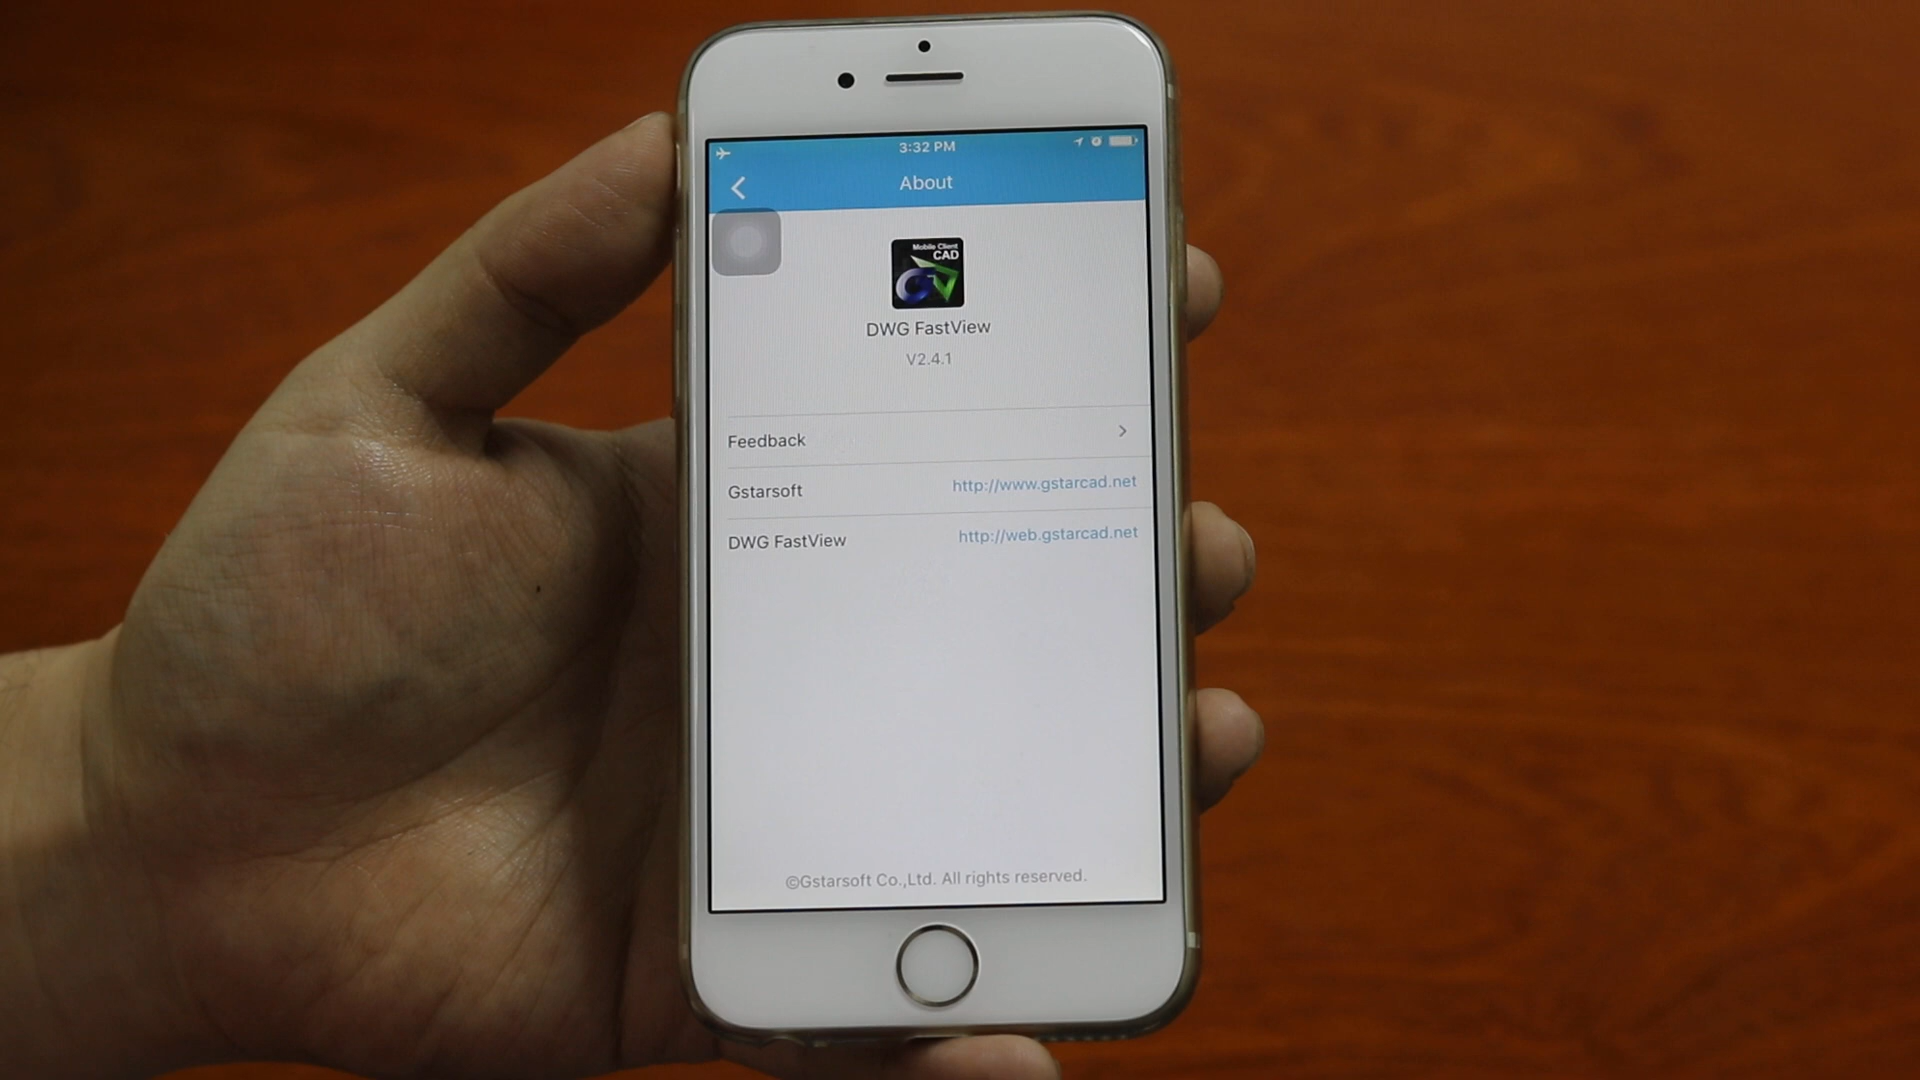 3:32 PM
About
Mobile Client
CAD
DWG FastView
V2.4.1
Feedback
Gstarsoft http://www.gstarcad.net
DWG FastView http://web.gstarcad.net
©Gstarsoft Co.,Ltd. All rights reserved.